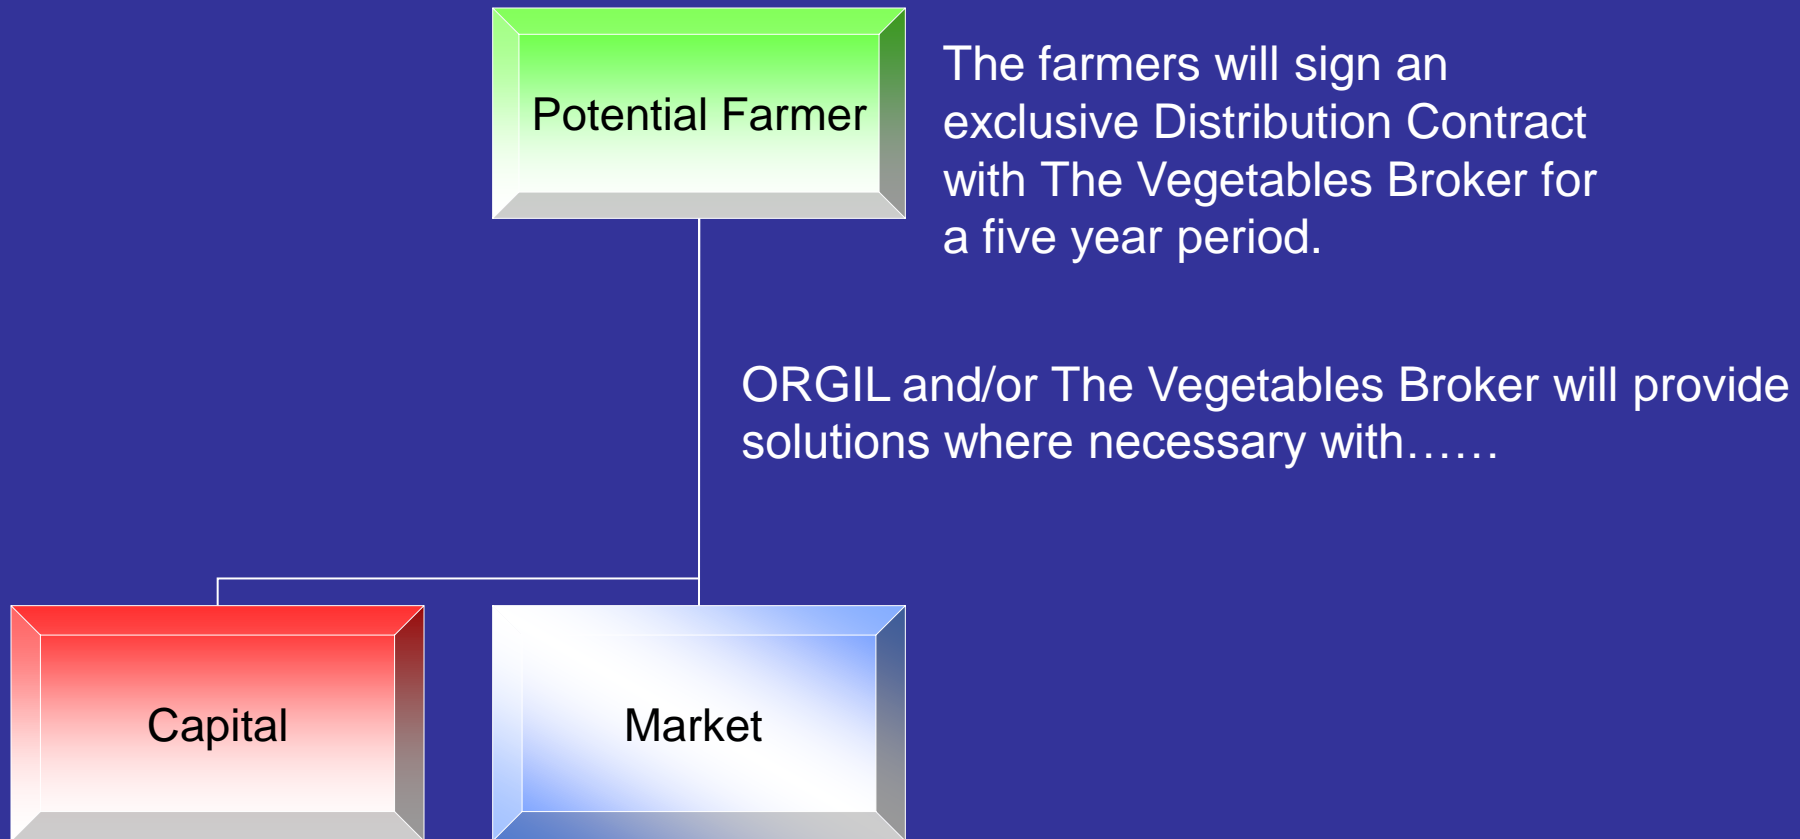 Potential Farmer
The farmers will sign an
exclusive Distribution Contract
with The Vegetables Broker for
a five year period.
ORGIL and/or The Vegetables Broker will provide
solutions where necessary with……
Capital
Market